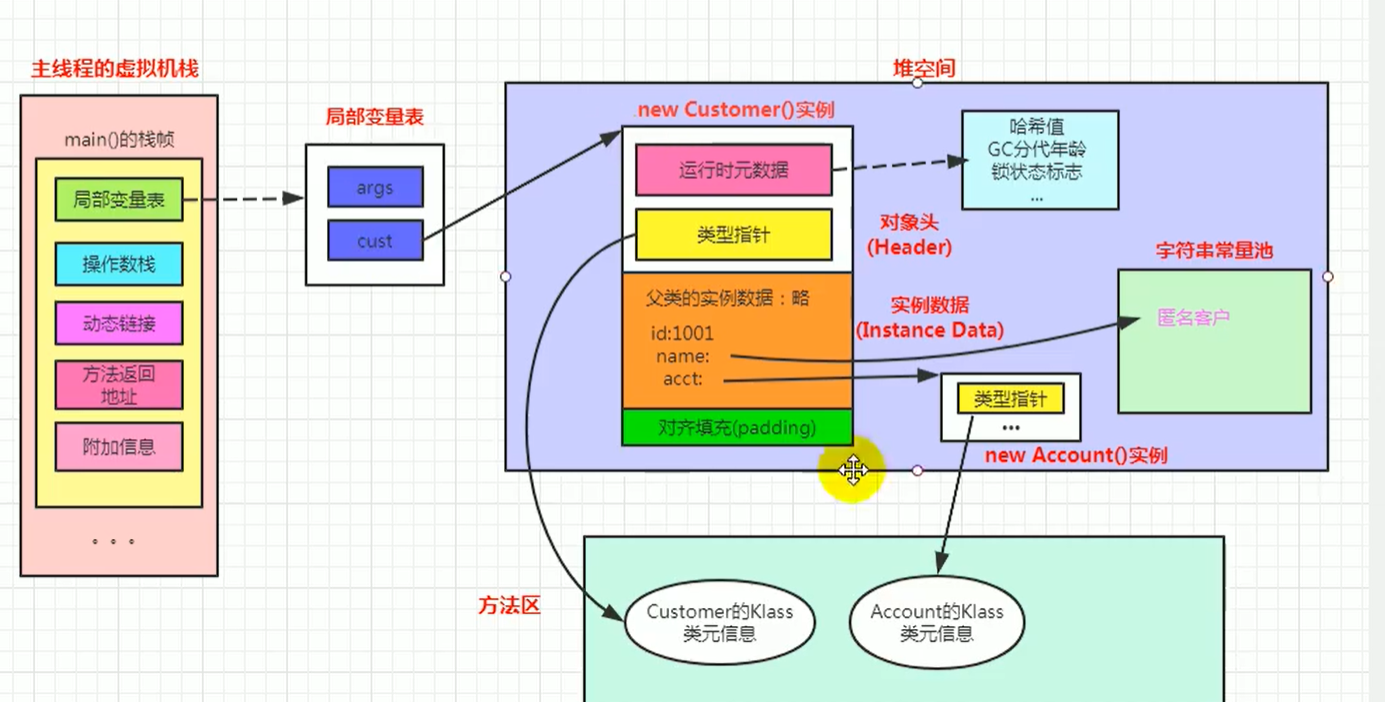 主线程的虚拟机栈
main()的栈帧
局部变量表
操作数栈
动态链接
方法返回
地址
附加信息
。。。
局部变量表
args
cust
堆空间
new Customer()实例
运行时元数据
类型指针
哈希值
GC分代年龄
锁状态标志
...
对象头
(Header)
父类的实例数据：略
id:1001
name:
acct:
对齐填充(padding)
实例数据
(Instance Data)
字符串常量池
匿名客户
类型指针
...
new Account()实例
方法区
Customer的Klass
类元信息
Account的Klass
类元信息